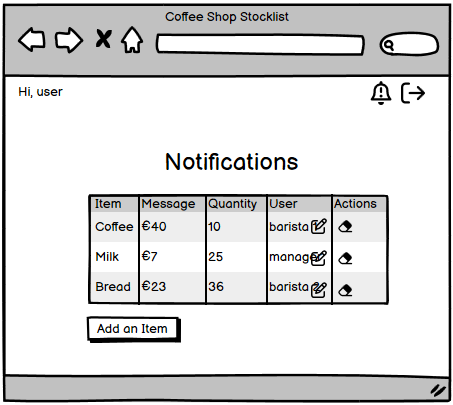 Coffee Shop Stocklist
Hi, user
Notifications
Item Message Quantity User Actions
Coffee €40 10 barista
Milk €7 25 manage
Bread €23 36 barista
Add an Item